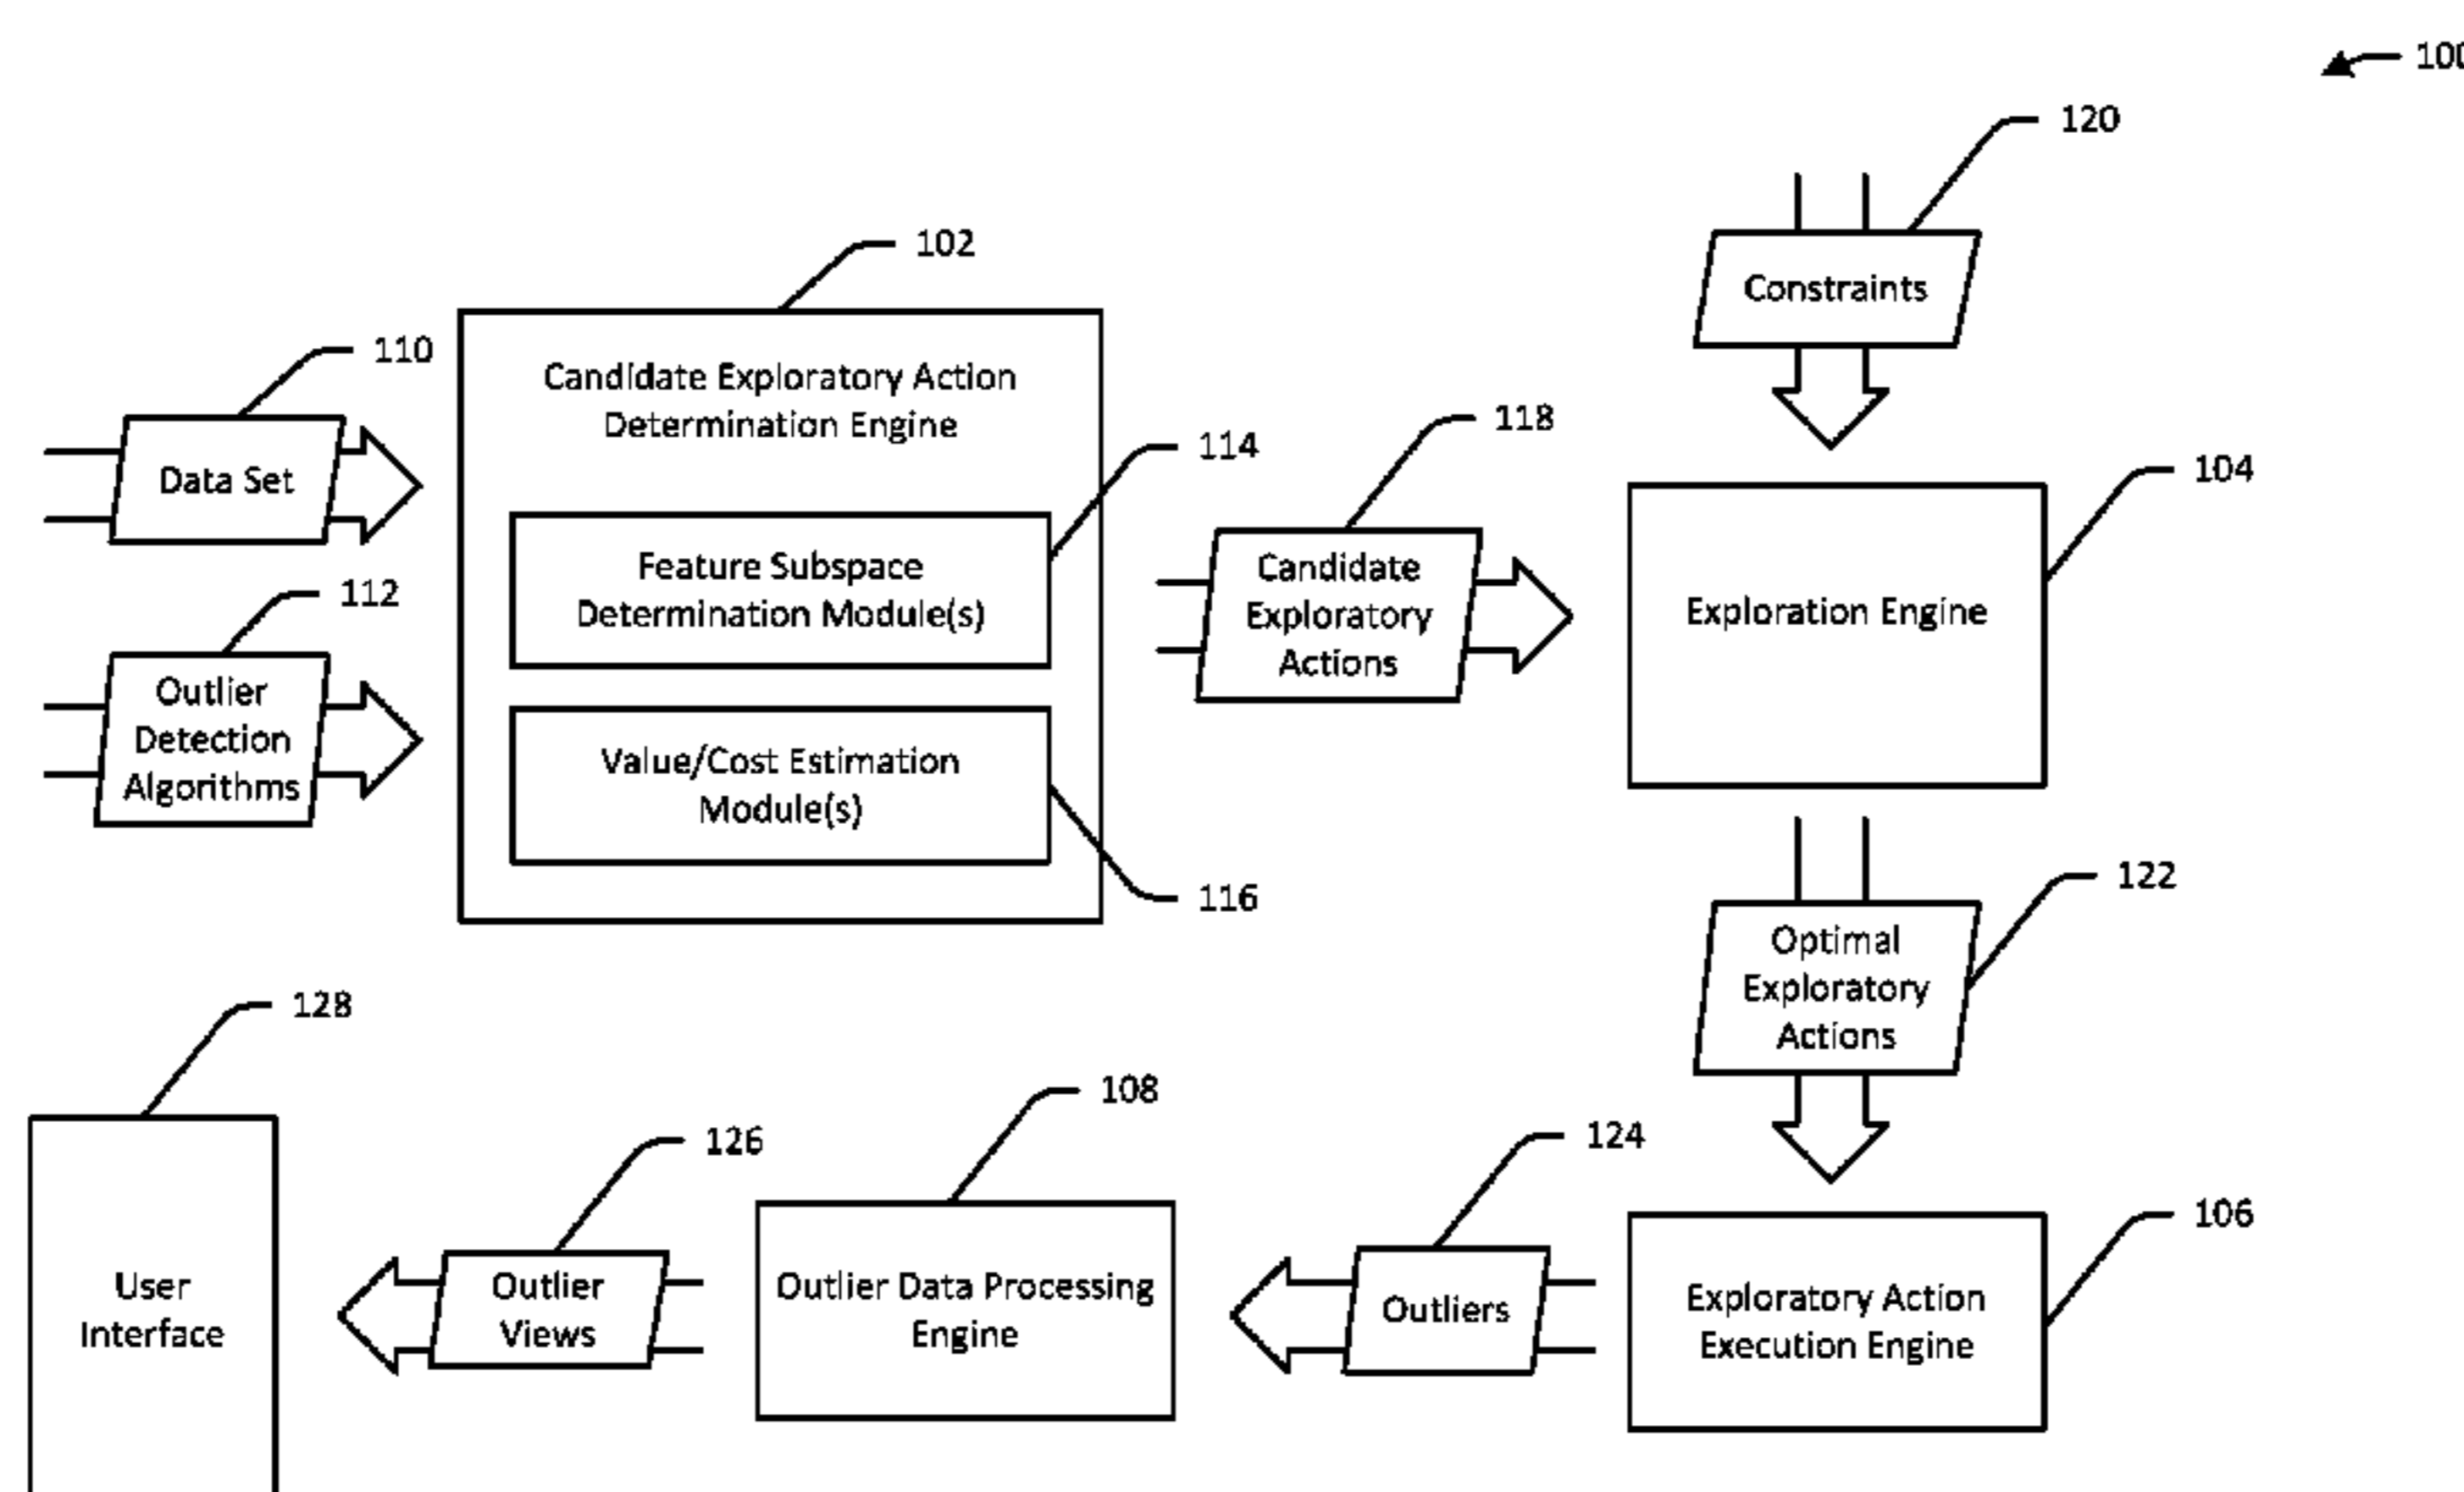 100
120
Constraints
102
Candidate Exploratory Action
Determination Engine
110
Data Set
114
Feature Subspace
Determination Module(s)
112
Outlier
Detection
Algorithms
Value/Cost Estimation
Module(s)
116
118
Candidate
Exploratory
Actions
104
Exploration Engine
122
Optimal
Exploratory
Actions
128
User
Interface
126
Outlier
Views
108
Outlier Data Processing
Engine
124
Outliers
106
Exploratory Action
Execution Engine